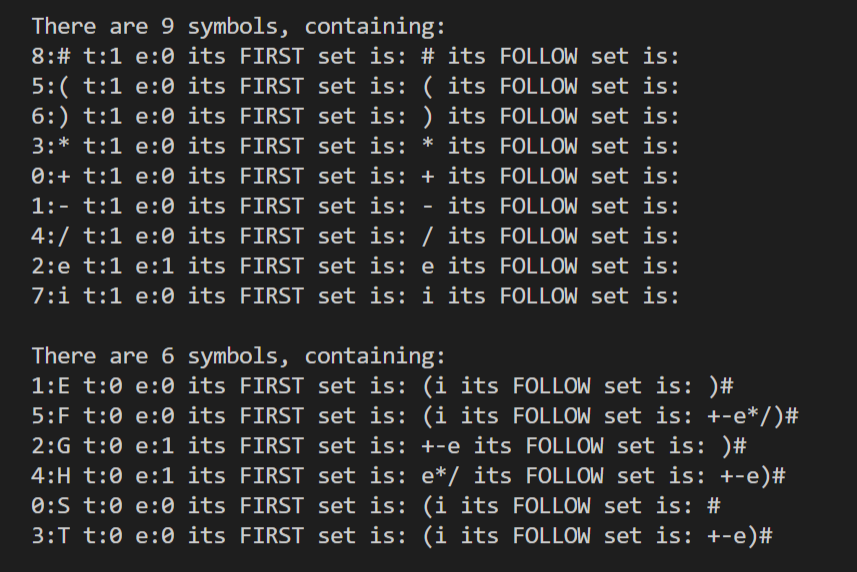 There are 9 symbols, containing:
8:# t:1 e:0 its FIRST set is: # its FOLLOW set is:
5:( t:1 e:0 its FIRST set is: ( its FOLLOW set is:
6:) t:1 e:0 its FIRST set is: ) its FOLLOW set is:
3:* t:1 e:0 its FIRST set is: * its FOLLOW set is:
0:+ t:1 e:0 its FIRST set is: + its FOLLOW set is:
1:- t:1 e:0 its FIRST set is: - its FOLLOW set is:
4:/ t:1 e:0 its FIRST set is: / its FOLLOW set is:
2:e t:1 e:1 its FIRST set is: e its FOLLOW set is:
7:i t:1 e:0 its FIRST set is: i its FOLLOW set is:
There are 6 symbols, containing:
1:E t:0 e:0 its FIRST set is: (i its FOLLOW set is: )#
5:F t:0 e:0 its FIRST set is: (i its FOLLOW set is: +-e*/)#
2:G t:0 e:1 its FIRST set is: +-e its FOLLOW set is: )#
4:H t:0 e:1 its FIRST set is: e*/ its FOLLOW set is: +-e)#
0:S t:0 e:0 its FIRST set is: (i its FOLLOW set is: #
3:T t:0 e:0 its FIRST set is: (i its FOLLOW set is: +-e)#